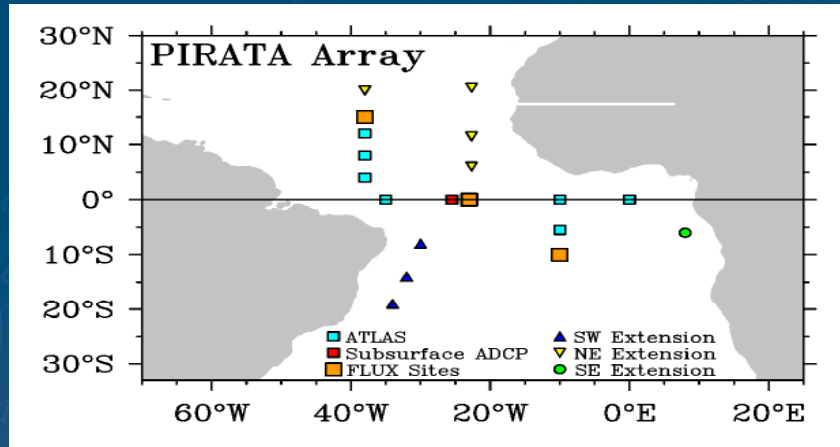 PIRATA Array
30°N
20°N
10°N
0°
10°S
20°S
30°S
ATLAS
Subsurface ADCP
FLUX Sites
SW Extension
NE Extension
SE Extension
60°W 40°W 20°W 0°E 20°E